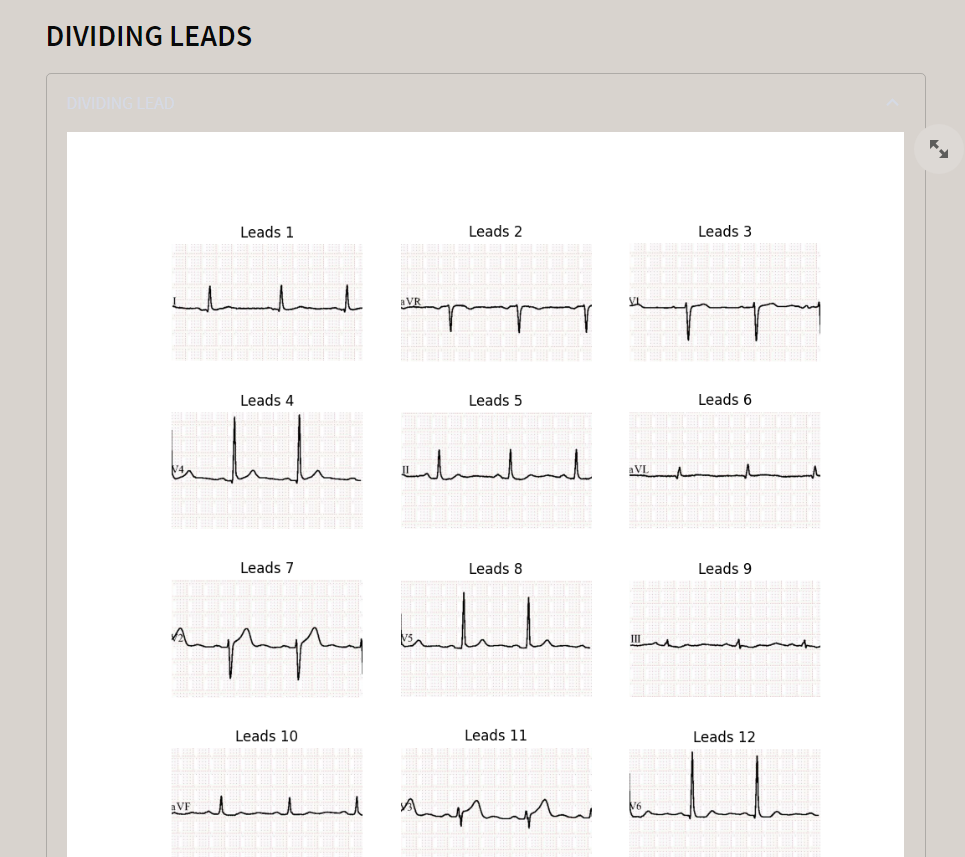 DIVIDING LEADS
DIVIDING LEAD
Leads 1
Leads 2
Leads 3
I
aVR
V1
Leads 4
Leads 5
Leads 6
V4
II
aVL
Leads 7
Leads 8
Leads 9
V2
V5
III
Leads 10
Leads 11
Leads 12
aVF
V3
V6